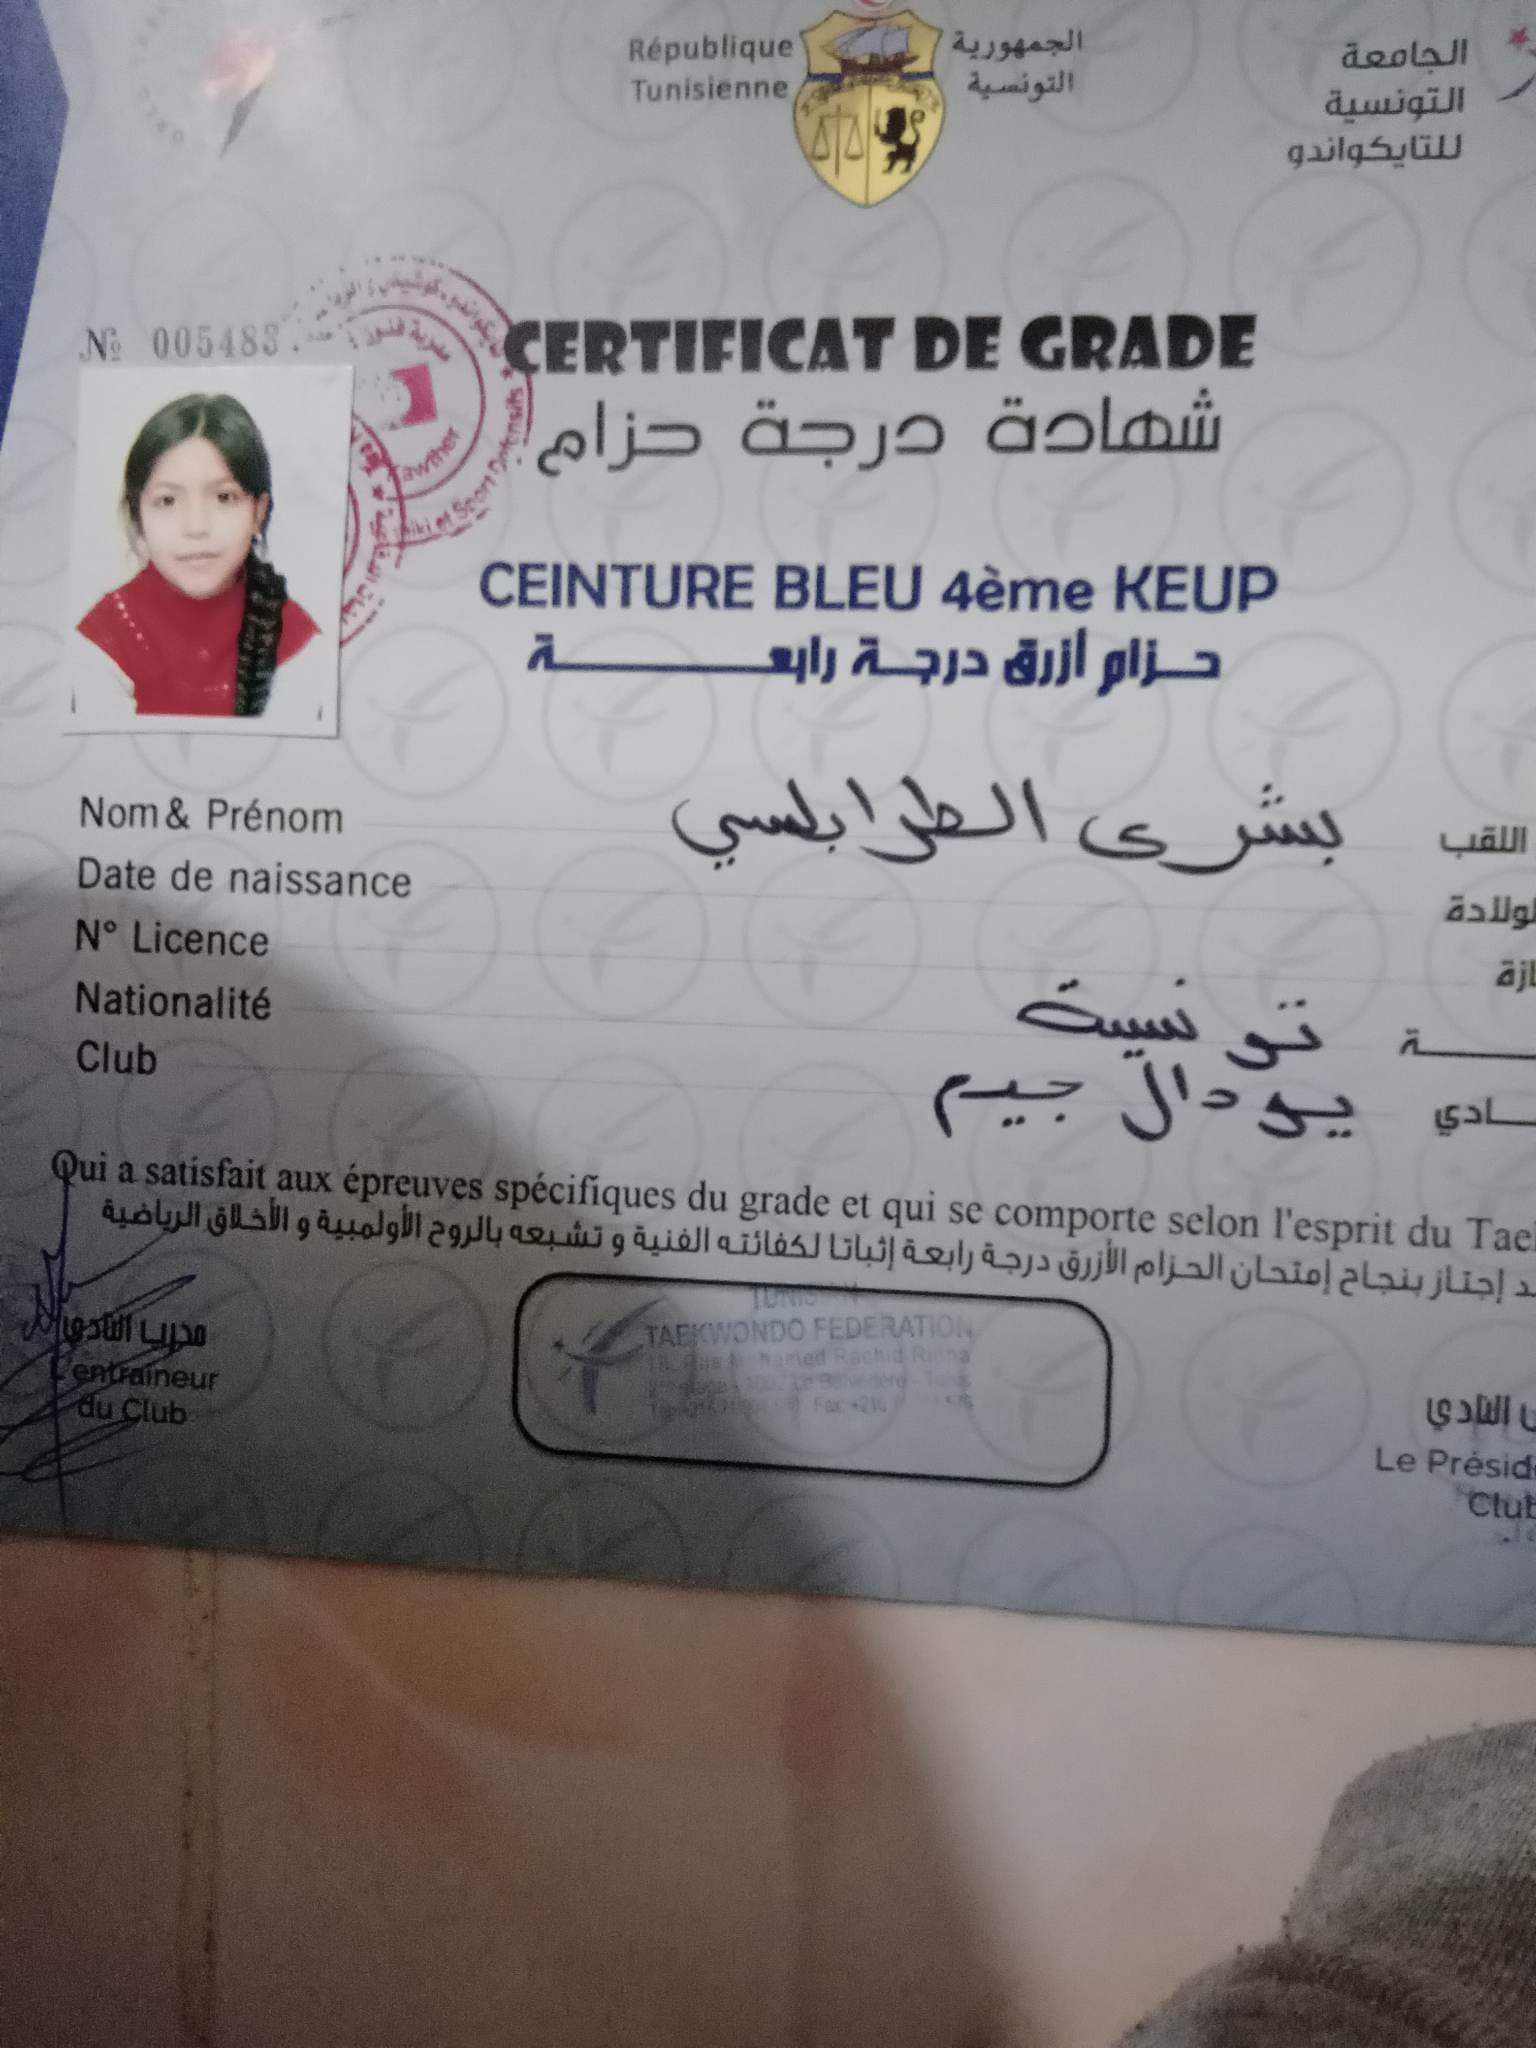 République
Tunisienne
الجمهورية
التونسية
الجامعة
التونسية
للتايكواندو
№ 005483
CERTIFICAT DE GRADE
شهادة درجة حزام
CEINTURE BLEU 4ème KEUP
حزام أزرق درجة رابعة
Nom & Prénom بشرى الطرابلسي اللقب
Date de naissance
N° Licence
Nationalité تونسية
Club يودال جيم
Qui a satisfait aux épreuves spécifiques du grade et qui se comporte selon l'esprit du
إجتاز بنجاح إمتحان الحزام الأزرق درجة رابعة إثباتا لكفائته الفنية و تشبعه بالروح الأولمبية و الأخلاق الرياضية
مدرب النادي
L'entraineur
du Club
TAEKWONDO FEDERATION
النادي
Le